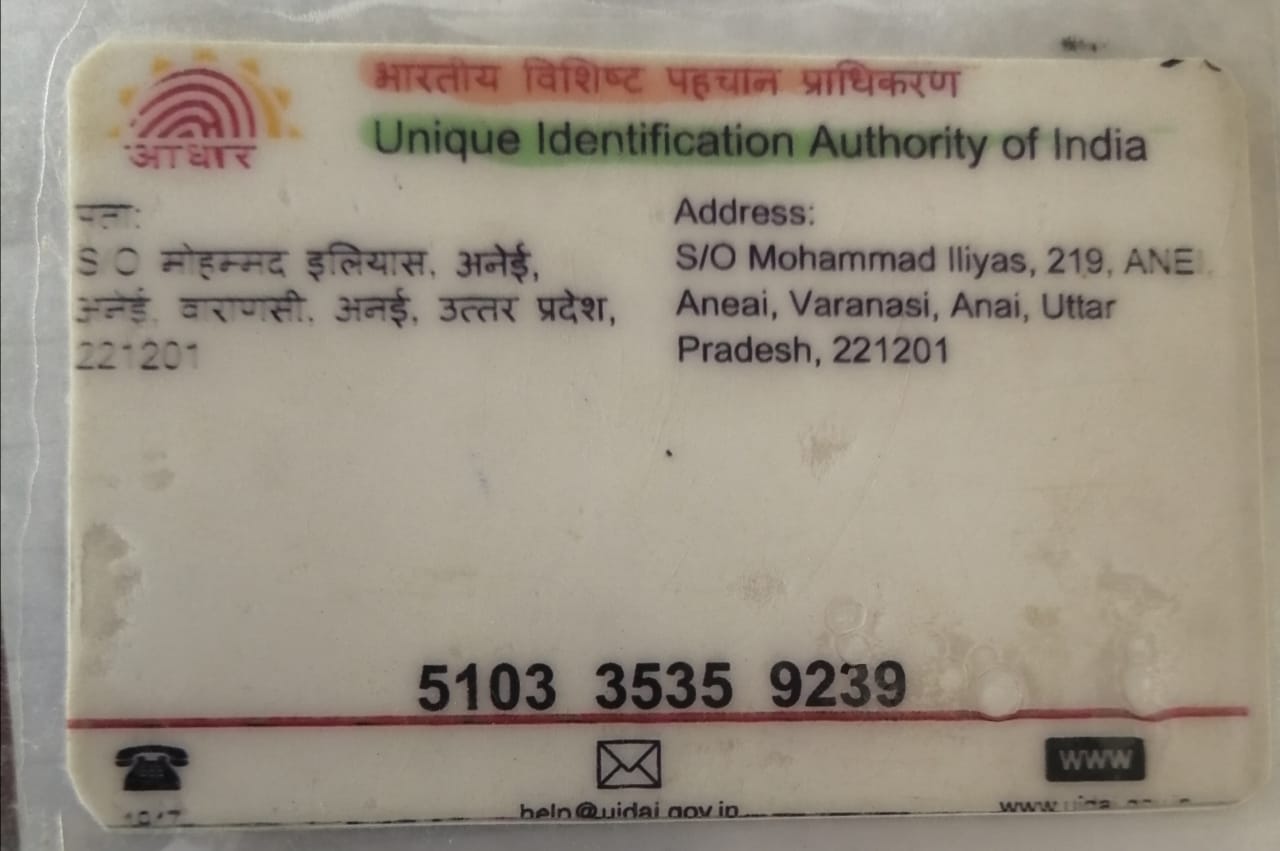 भारतीय विशिष्ट पहचान प्राधिकरण
Unique Identification Authority of India
आधार
पता:
S/O मोहम्मद इलियास, अनेई,
अनेई, वाराणसी, अनई, उत्तर प्रदेश,
221201
Address:
S/O Mohammad Iliyas, 219, ANEI,
Aneai, Varanasi, Anai, Uttar
Pradesh, 221201
5103 3535 9239
WWW
1947
help@uidai.gov.in